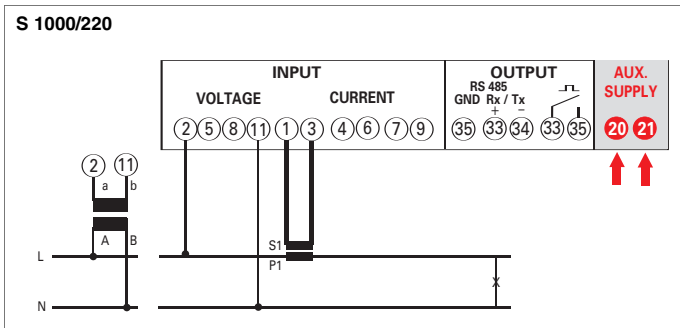 S 1000/220
INPUT
OUTPUT
AUX.
SUPPLY
VOLTAGE
CURRENT
RS 485
GND Rx / Tx
+ −
2 5 8 11 1 3 4 6 7 9
35 33 34 33 35
20 21
2 11
a b
A B
S1
P1
L
X
N